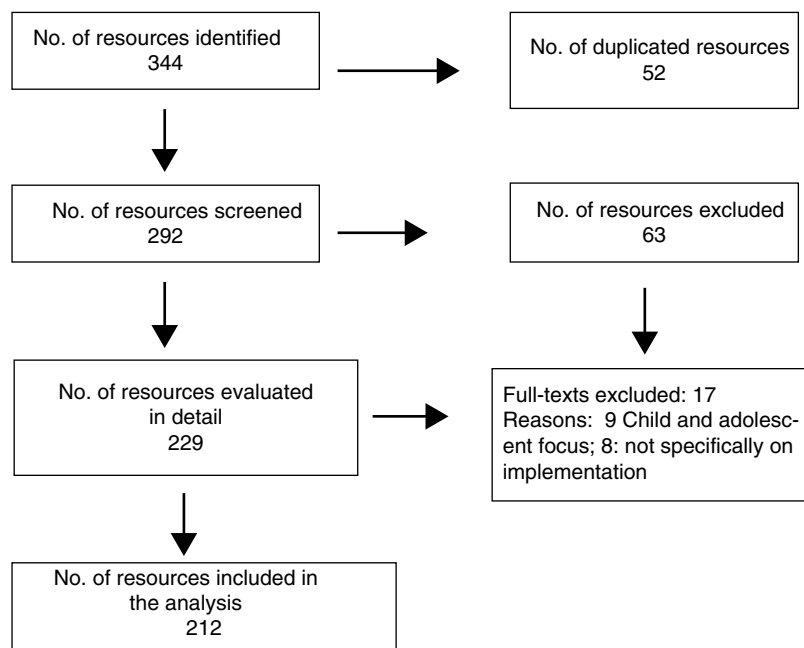 No. of resources identified
344
No. of duplicated resources
52
No. of resources screened
292
No. of resources excluded
63
No. of resources evaluated
in detail
229
Full-texts excluded: 17
Reasons:  9 Child and adolesc-
ent focus; 8: not specifically on
implementation
No. of resources included in
the analysis
212